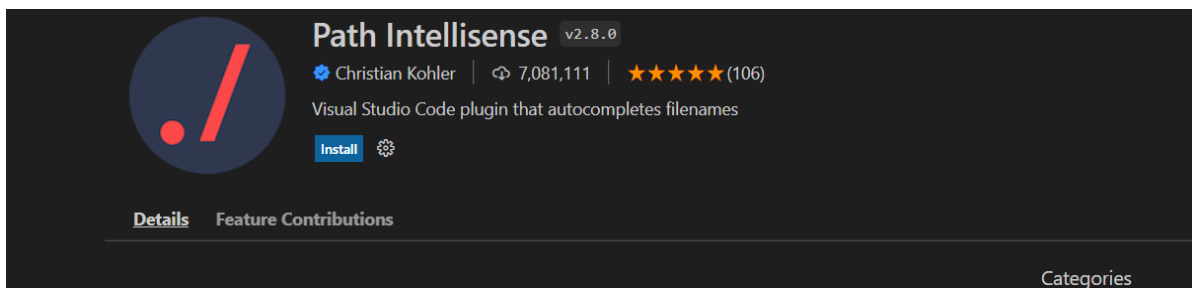 Path Intellisense v2.8.0
Christian Kohler 7,081,111 ★★★★★(106)
Visual Studio Code plugin that autocompletes filenames
Install
Details Feature Contributions
Categories